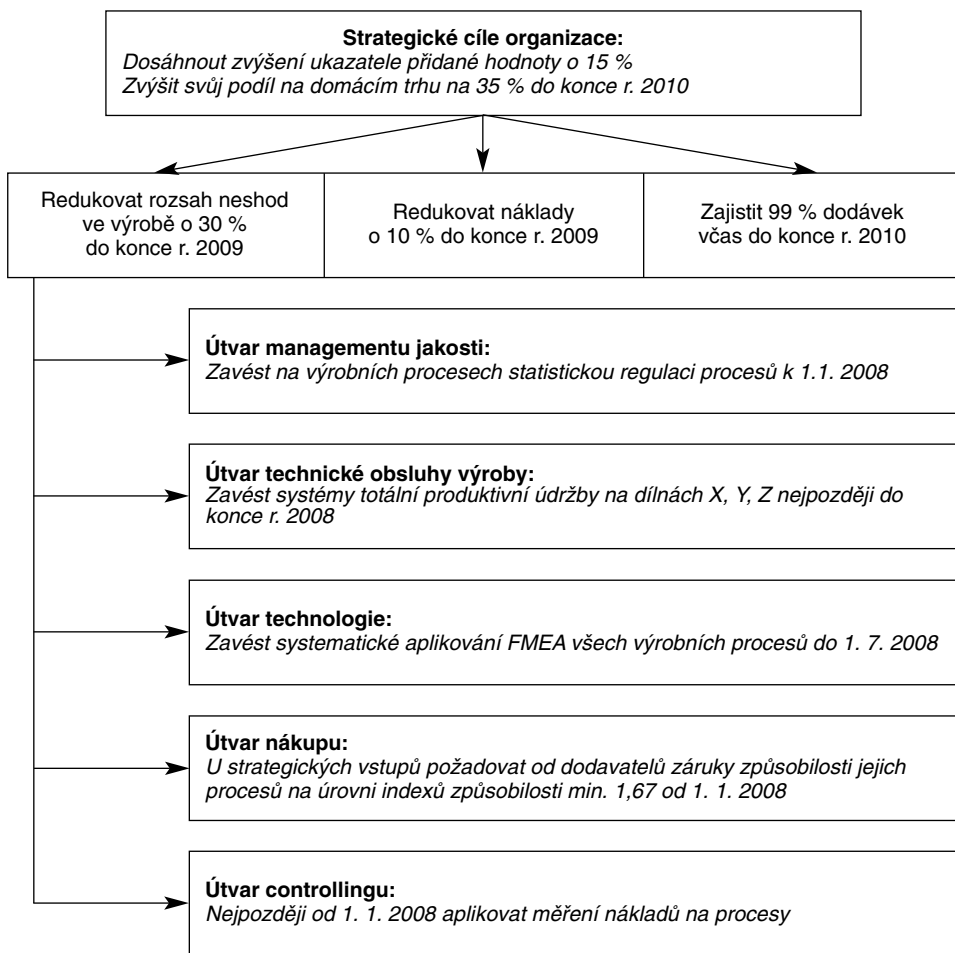 Strategické cíle organizace:
Dosáhnout zvýšení ukazatele přidané hodnoty o 15 %
Zvýšit svůj podíl na domácím trhu na 35 % do konce r. 2010
Redukovat rozsah neshod
ve výrobě o 30 %
do konce r. 2009
Redukovat náklady
o 10 % do konce r. 2009
Zajistit 99 % dodávek
včas do konce r. 2010
Útvar managementu jakosti:
Zavést na výrobních procesech statistickou regulaci procesů k 1.1. 2008
Útvar technické obsluhy výroby:
Zavést systémy totální produktivní údržby na dílnách X, Y, Z nejpozději do
konce r. 2008
Útvar technologie:
Zavést systematické aplikování FMEA všech výrobních procesů do 1. 7. 2008
Útvar nákupu:
U strategických vstupů požadovat od dodavatelů záruky způsobilosti jejich
procesů na úrovni indexů způsobilosti min. 1,67 od 1. 1. 2008
Útvar controllingu:
Nejpozději od 1. 1. 2008 aplikovat měření nákladů na procesy